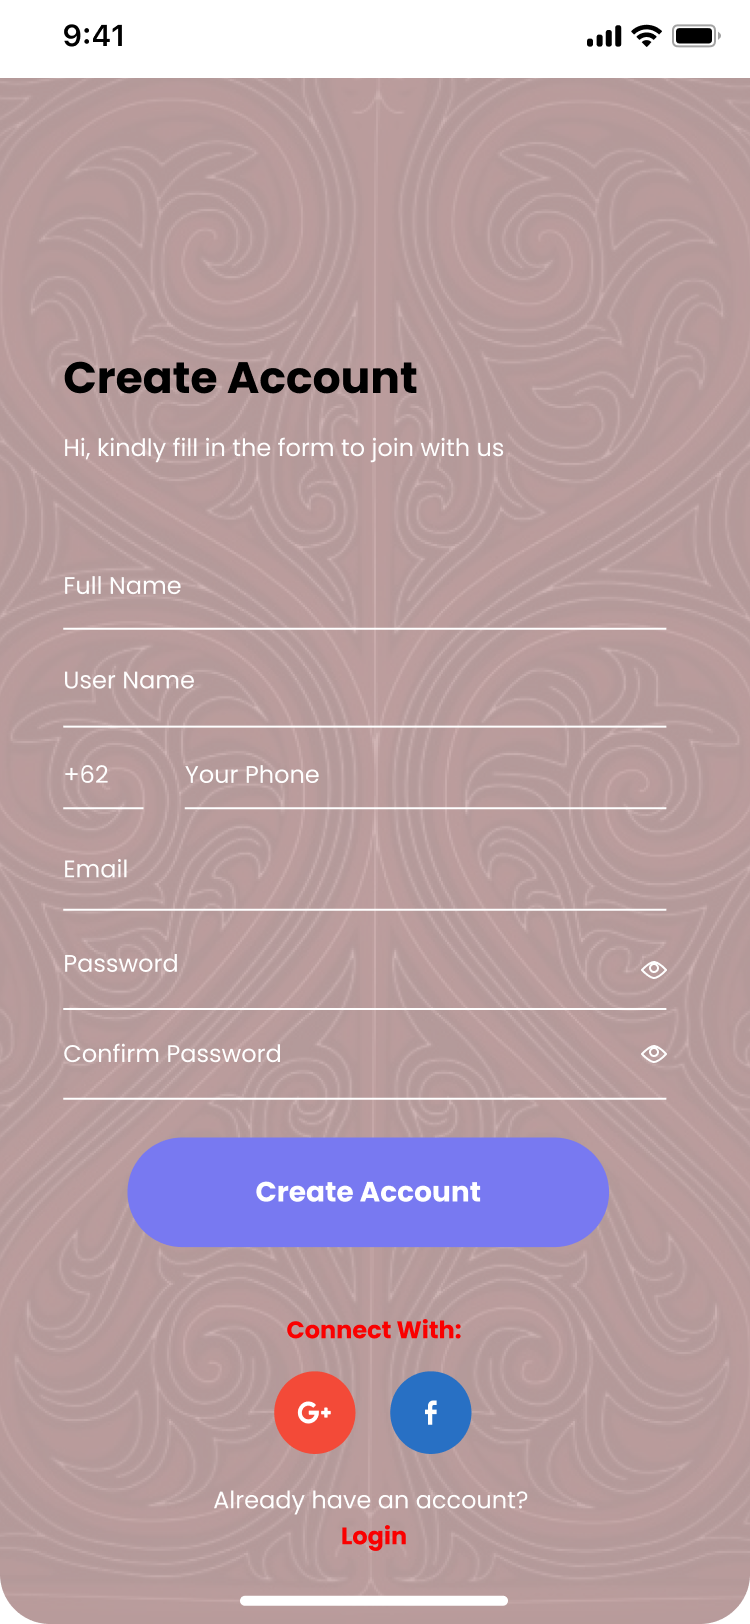 9:41
Create Account
Hi, kindly fill in the form to join with us
Full Name
User Name
+62 Your Phone
Email
Password
Confirm Password
Create Account
Connect With:
G+ f
Already have an account?
Login